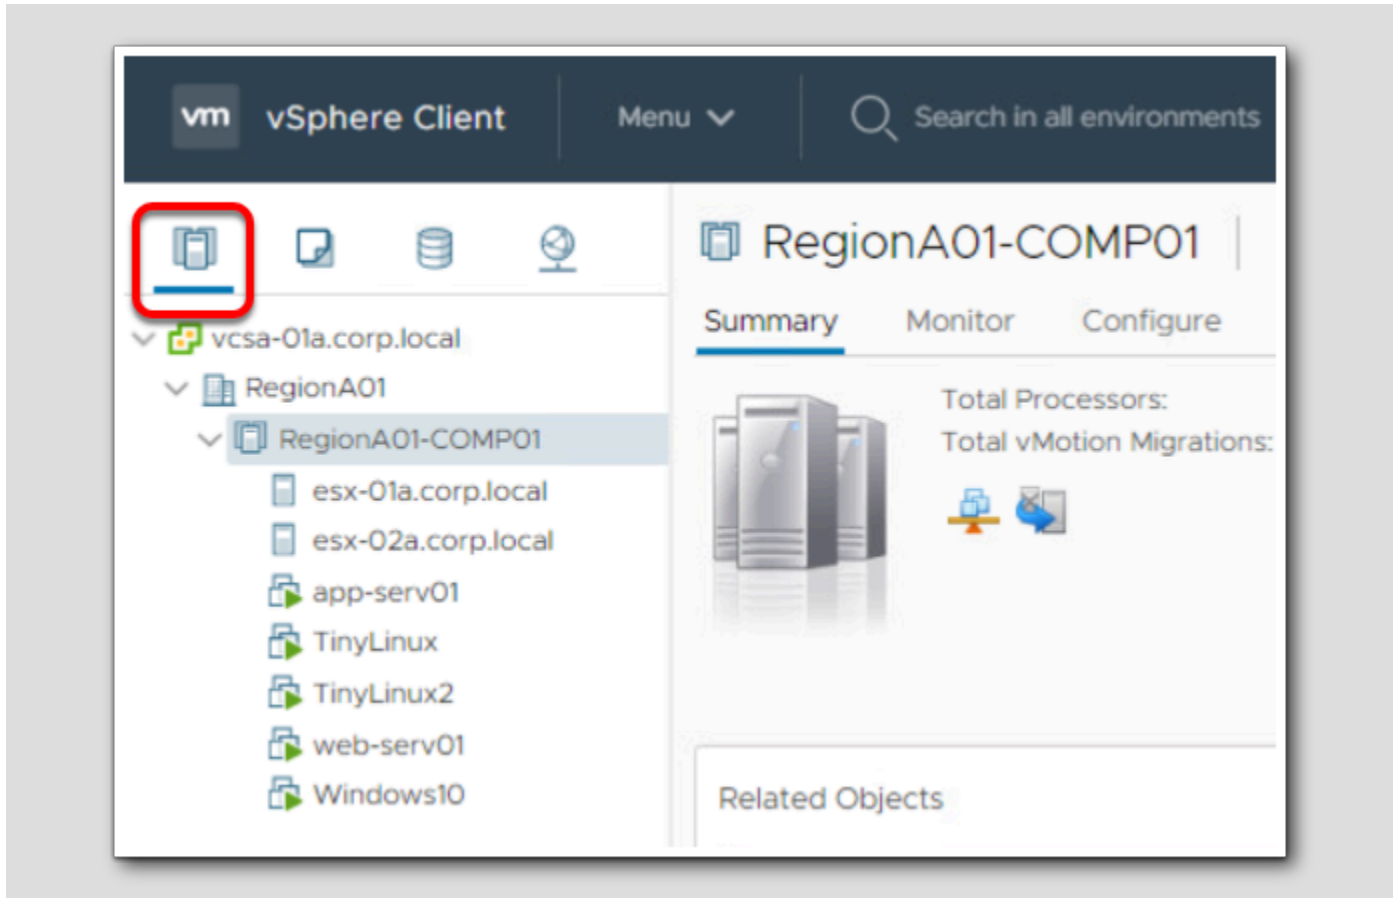 vm vSphere Client Menu Search in all environments
RegionA01-COMP01
Summary Monitor Configure
vcsa-01a.corp.local
RegionA01
RegionA01-COMP01
esx-01a.corp.local
esx-02a.corp.local
app-serv01
TinyLinux
TinyLinux2
web-serv01
Windows10
Total Processors:
Total vMotion Migrations:
Related Objects